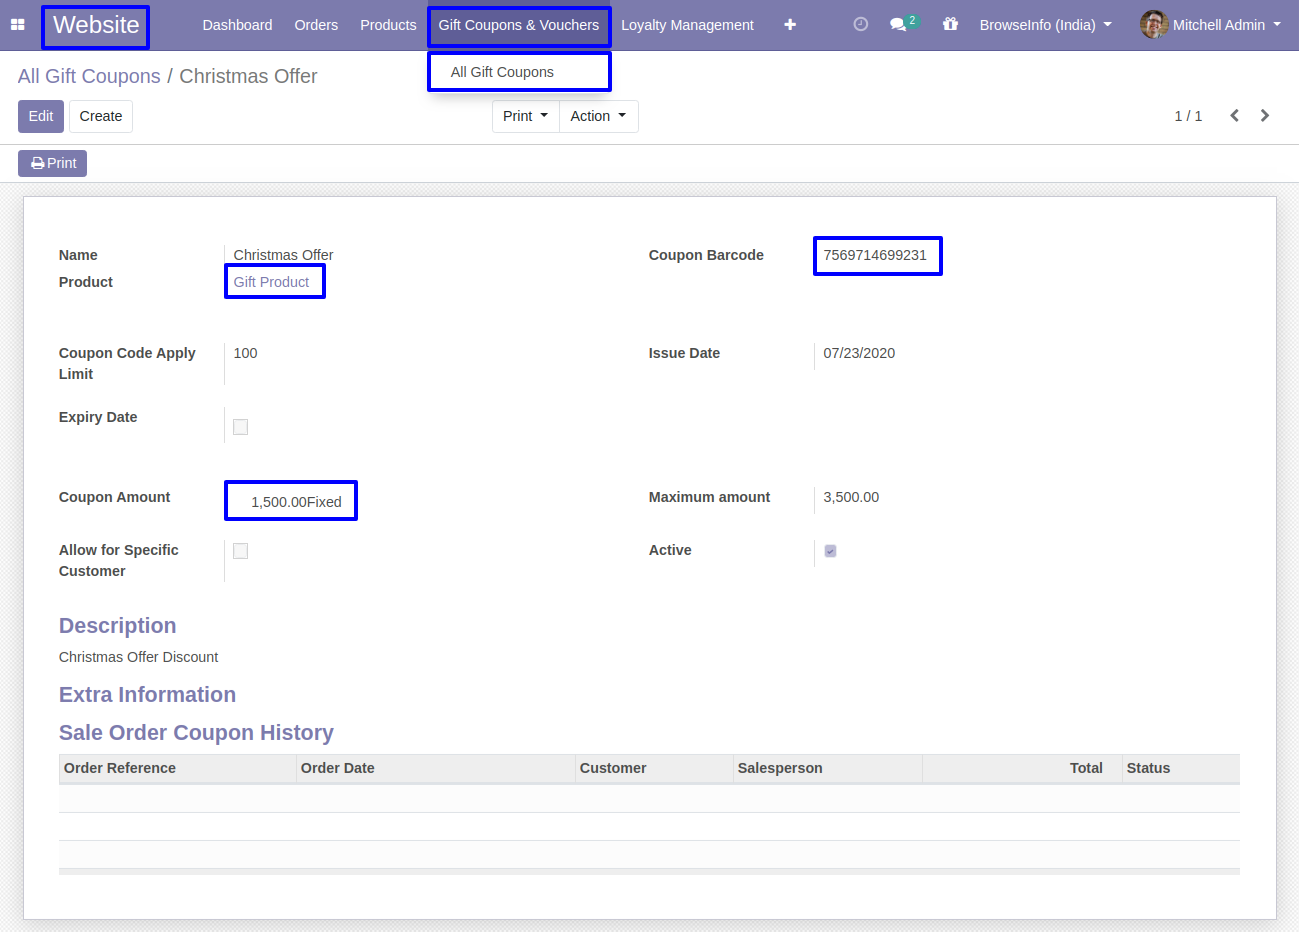 Website Dashboard Orders Products Gift Coupons & Vouchers Loyalty Management 2 BrowseInfo (India) Mitchell Admin
All Gift Coupons
All Gift Coupons / Christmas Offer
Edit Create Print Action 1 / 1
Print
Name Christmas Offer Coupon Barcode 7569714699231
Product Gift Product
Coupon Code Apply Limit 100 Issue Date 07/23/2020
Expiry Date
Coupon Amount 1,500.00Fixed Maximum amount 3,500.00
Allow for Specific Customer Active
Description
Christmas Offer Discount
Extra Information
Sale Order Coupon History
Order Reference Order Date Customer Salesperson Total Status